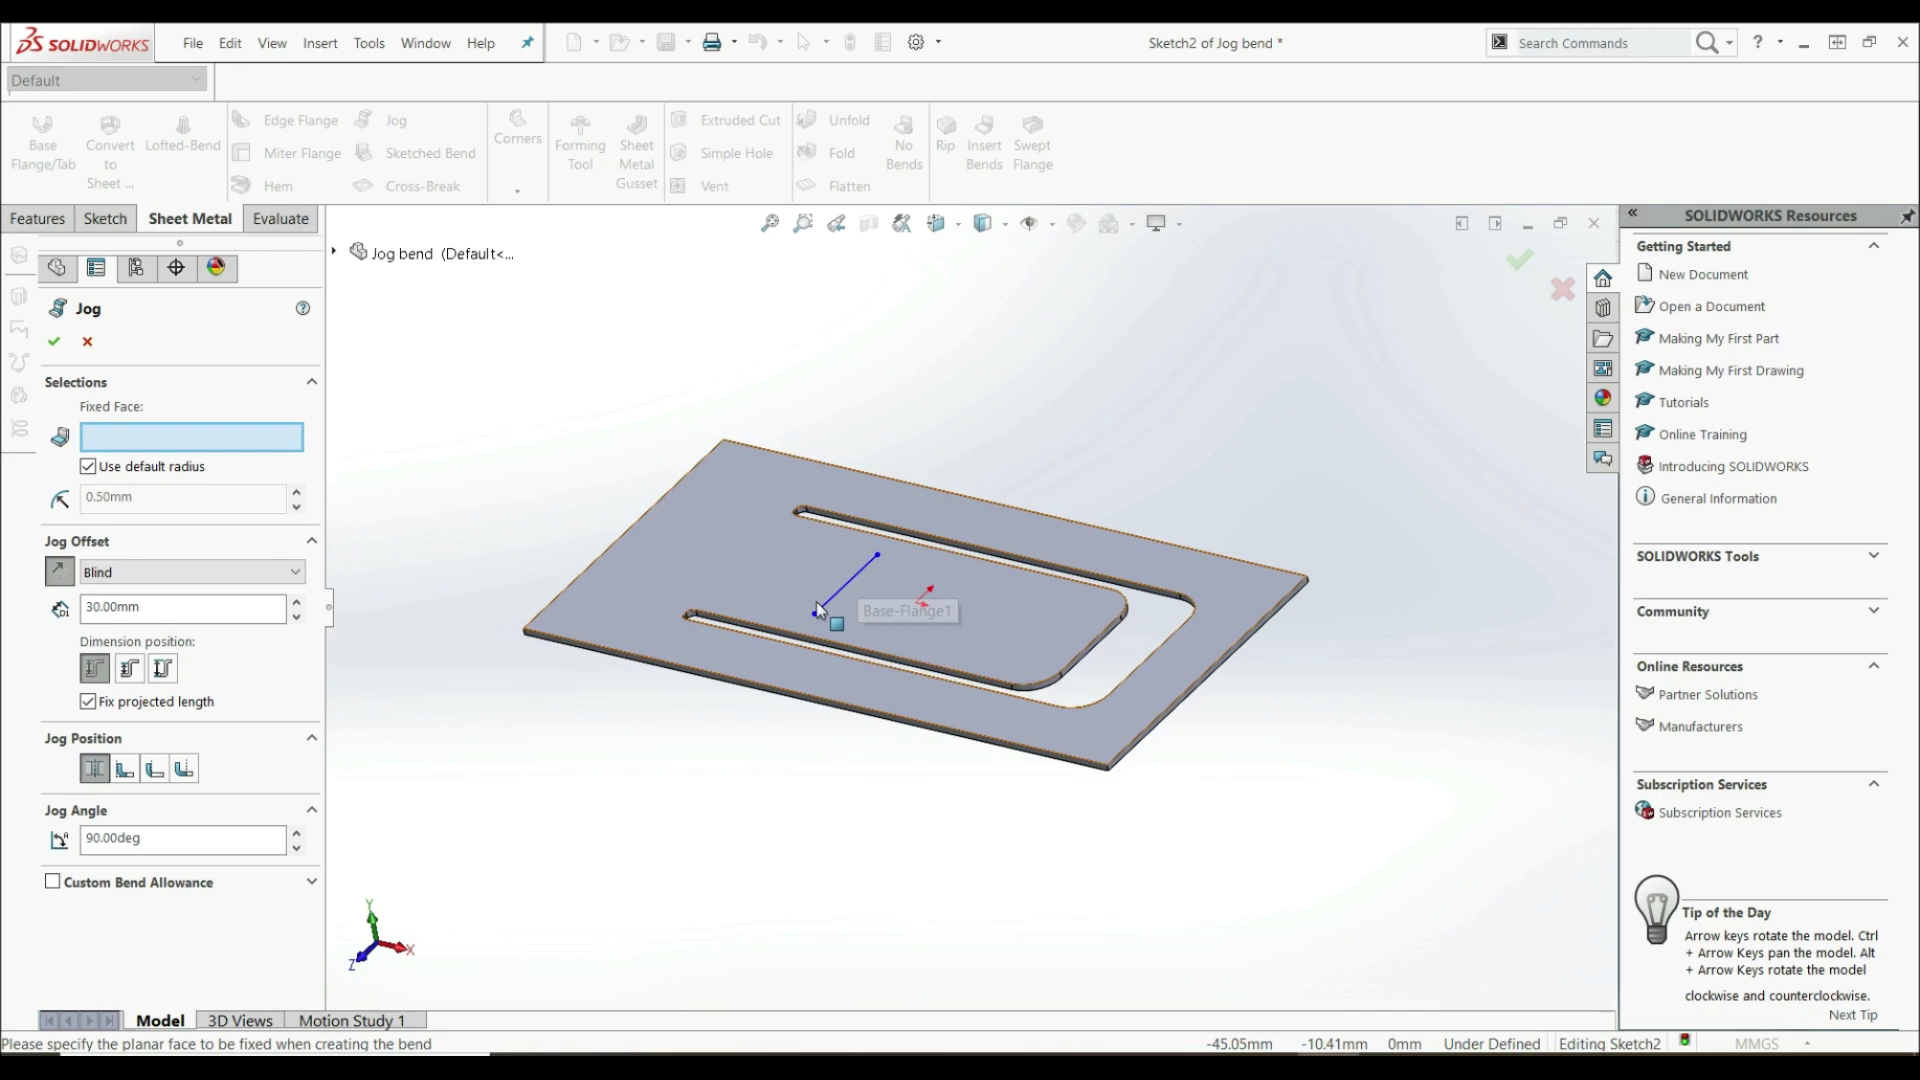 SOLIDWORKS
File Edit View Insert Tools Window Help
Sketch2 of Jog bend *
Search Commands
Default
Base Flange/Tab
Convert to Sheet ...
Lofted-Bend
Edge Flange
Miter Flange
Hem
Jog
Sketched Bend
Cross-Break
Corners
Forming Tool
Sheet Metal Gusset
Extruded Cut
Simple Hole
Vent
Unfold
Fold
Flatten
No Bends
Rip
Insert Bends
Swept Flange
Features Sketch Sheet Metal Evaluate
Jog bend (Default<...
Jog
Selections
Fixed Face:
Use default radius
0.50mm
Jog Offset
Blind
30.00mm
Dimension position:
Fix projected length
Jog Position
Jog Angle
90.00deg
Custom Bend Allowance
Base-Flange1
Y
X
Z
SOLIDWORKS Resources
Getting Started
New Document
Open a Document
Making My First Part
Making My First Drawing
Tutorials
Online Training
Introducing SOLIDWORKS
General Information
SOLIDWORKS Tools
Community
Online Resources
Partner Solutions
Manufacturers
Subscription Services
Subscription Services
Tip of the Day
Arrow keys rotate the model. Ctrl
+ Arrow Keys pan the model. Alt
+ Arrow Keys rotate the model
clockwise and counterclockwise.
Next Tip
Model 3D Views Motion Study 1
Please specify the planar face to be fixed when creating the bend
-45.05mm -10.41mm 0mm Under Defined Editing Sketch2 MMGS